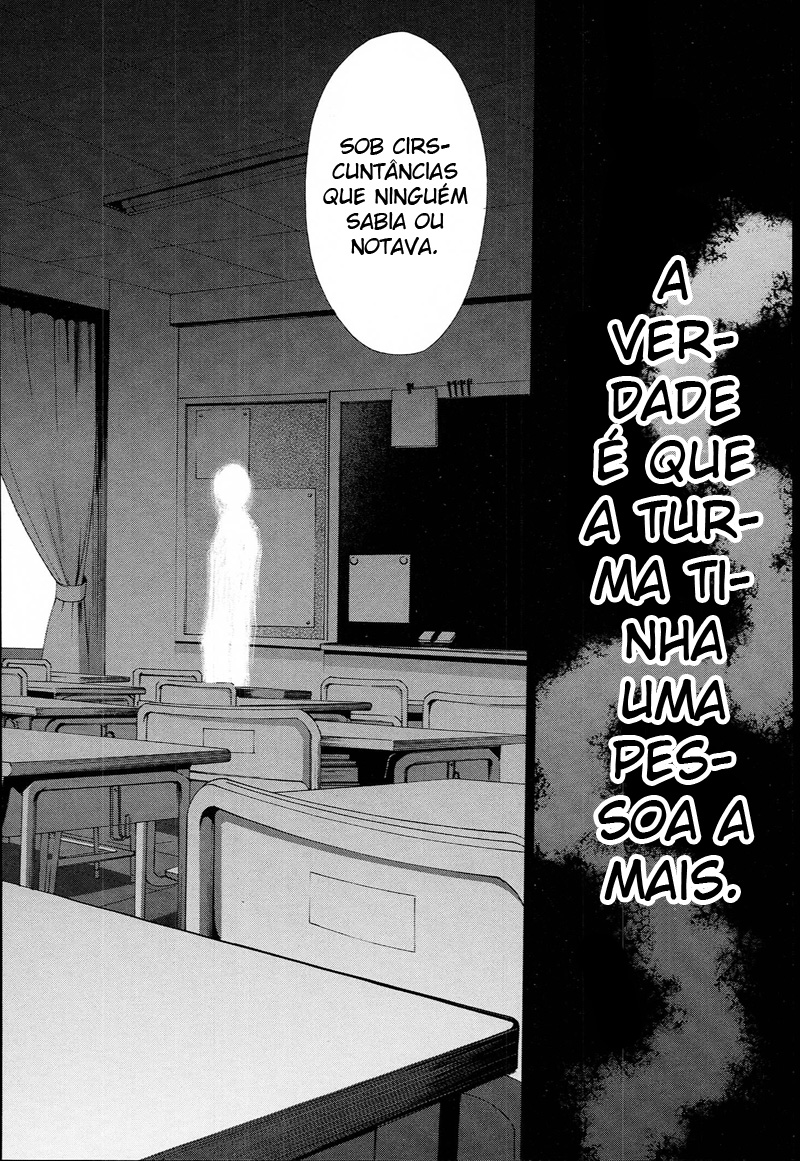 A
VER-
DADE
É QUE
A TUR-
MA TI-
NHA
UMA
PES-
SOA A
MAIS.
SOB CIRS-
CUNTÂNCIAS
QUE NINGUÉM
SABIA OU
NOTAVA.